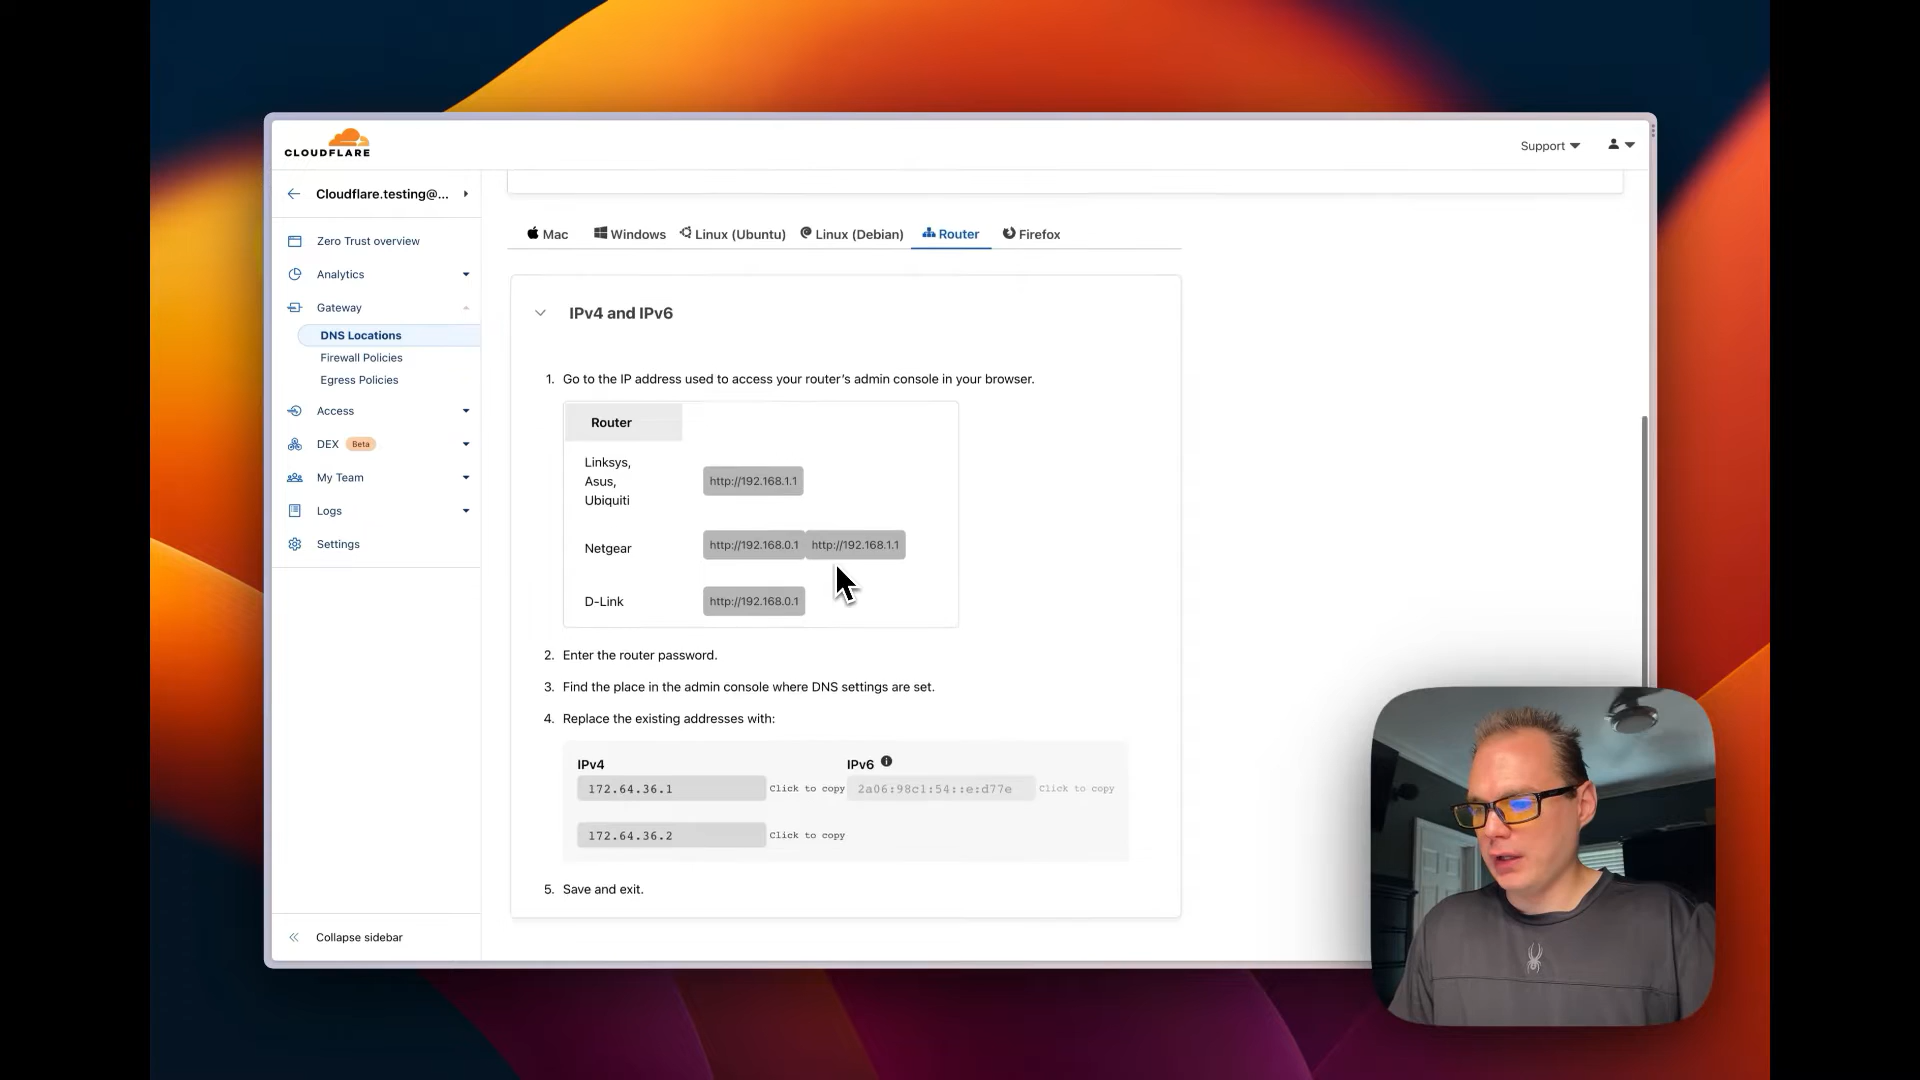 CLOUDFLARE
Support
Cloudflare.testing@...
Zero Trust overview
Analytics
Gateway
DNS Locations
Firewall Policies
Egress Policies
Access
DEX Beta
My Team
Logs
Settings
Collapse sidebar
Mac Windows Linux (Ubuntu) Linux (Debian) Router Firefox
IPv4 and IPv6
1. Go to the IP address used to access your router's admin console in your browser.
Router
Linksys,
Asus,
Ubiquiti
http://192.168.1.1
Netgear http://192.168.0.1 http://192.168.1.1
D-Link http://192.168.0.1
2. Enter the router password.
3. Find the place in the admin console where DNS settings are set.
4. Replace the existing addresses with:
IPv4 IPv6
172.64.36.1 Click to copy 2a06:98c1:54::e:d77e Click to copy
172.64.36.2 Click to copy
5. Save and exit.